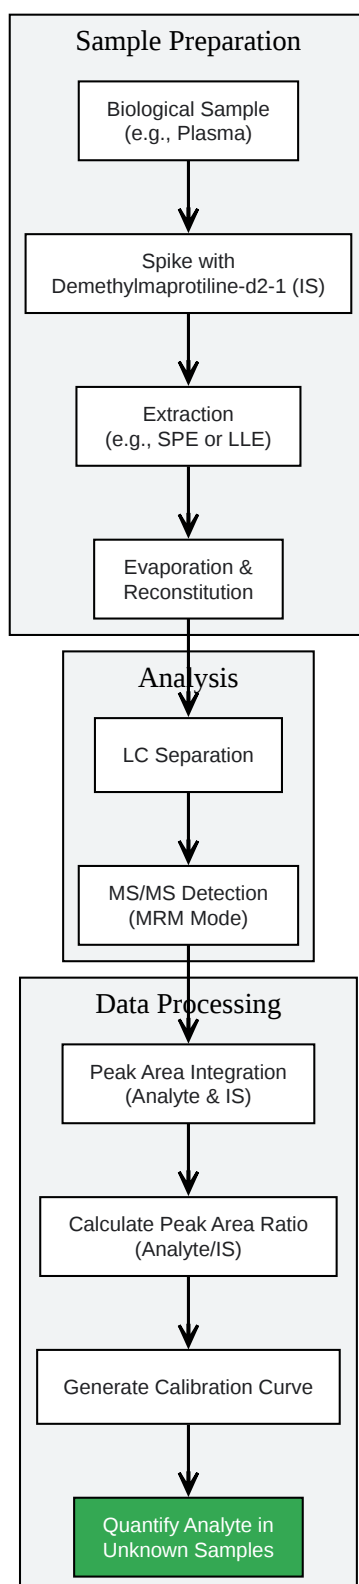 Sample Preparation
Biological Sample
(e.g., Plasma)
Spike with
Demethylmaprotiline-d2-1 (IS)
Extraction
(e.g., SPE or LLE)
Evaporation &
Reconstitution
Analysis
LC Separation
MS/MS Detection
(MRM Mode)
Data Processing
Peak Area Integration
(Analyte & IS)
Calculate Peak Area Ratio
(Analyte/IS)
Generate Calibration Curve
Quantify Analyte in
Unknown Samples